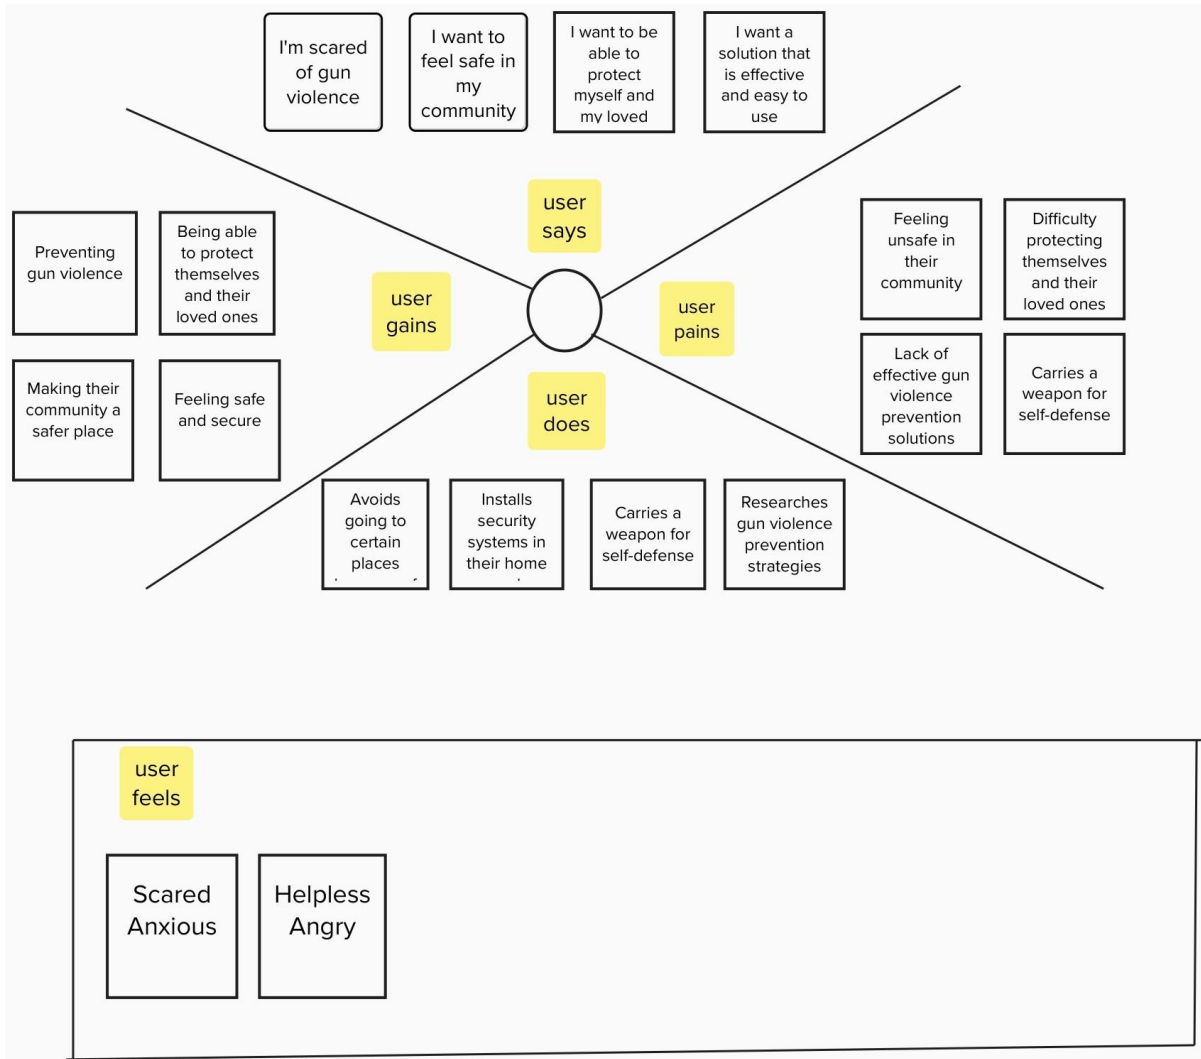 I'm scared
of gun
violence
I want to
feel safe in
my
community
I want to be
able to
protect
myself and
my loved
I want a
solution that
is effective
and easy to
use
user
says
Preventing
gun violence
Being able
to protect
themselves
and their
loved ones
Making their
community a
safer place
Feeling safe
and secure
user
gains
user
pains
Feeling
unsafe in
their
community
Difficulty
protecting
themselves
and their
loved ones
Lack of
effective gun
violence
prevention
solutions
Carries a
weapon for
self-defense
user
does
Avoids
going to
certain
places
Installs
security
systems in
their home
Carries a
weapon for
self-defense
Researches
gun violence
prevention
strategies
user
feels
Scared
Anxious
Helpless
Angry